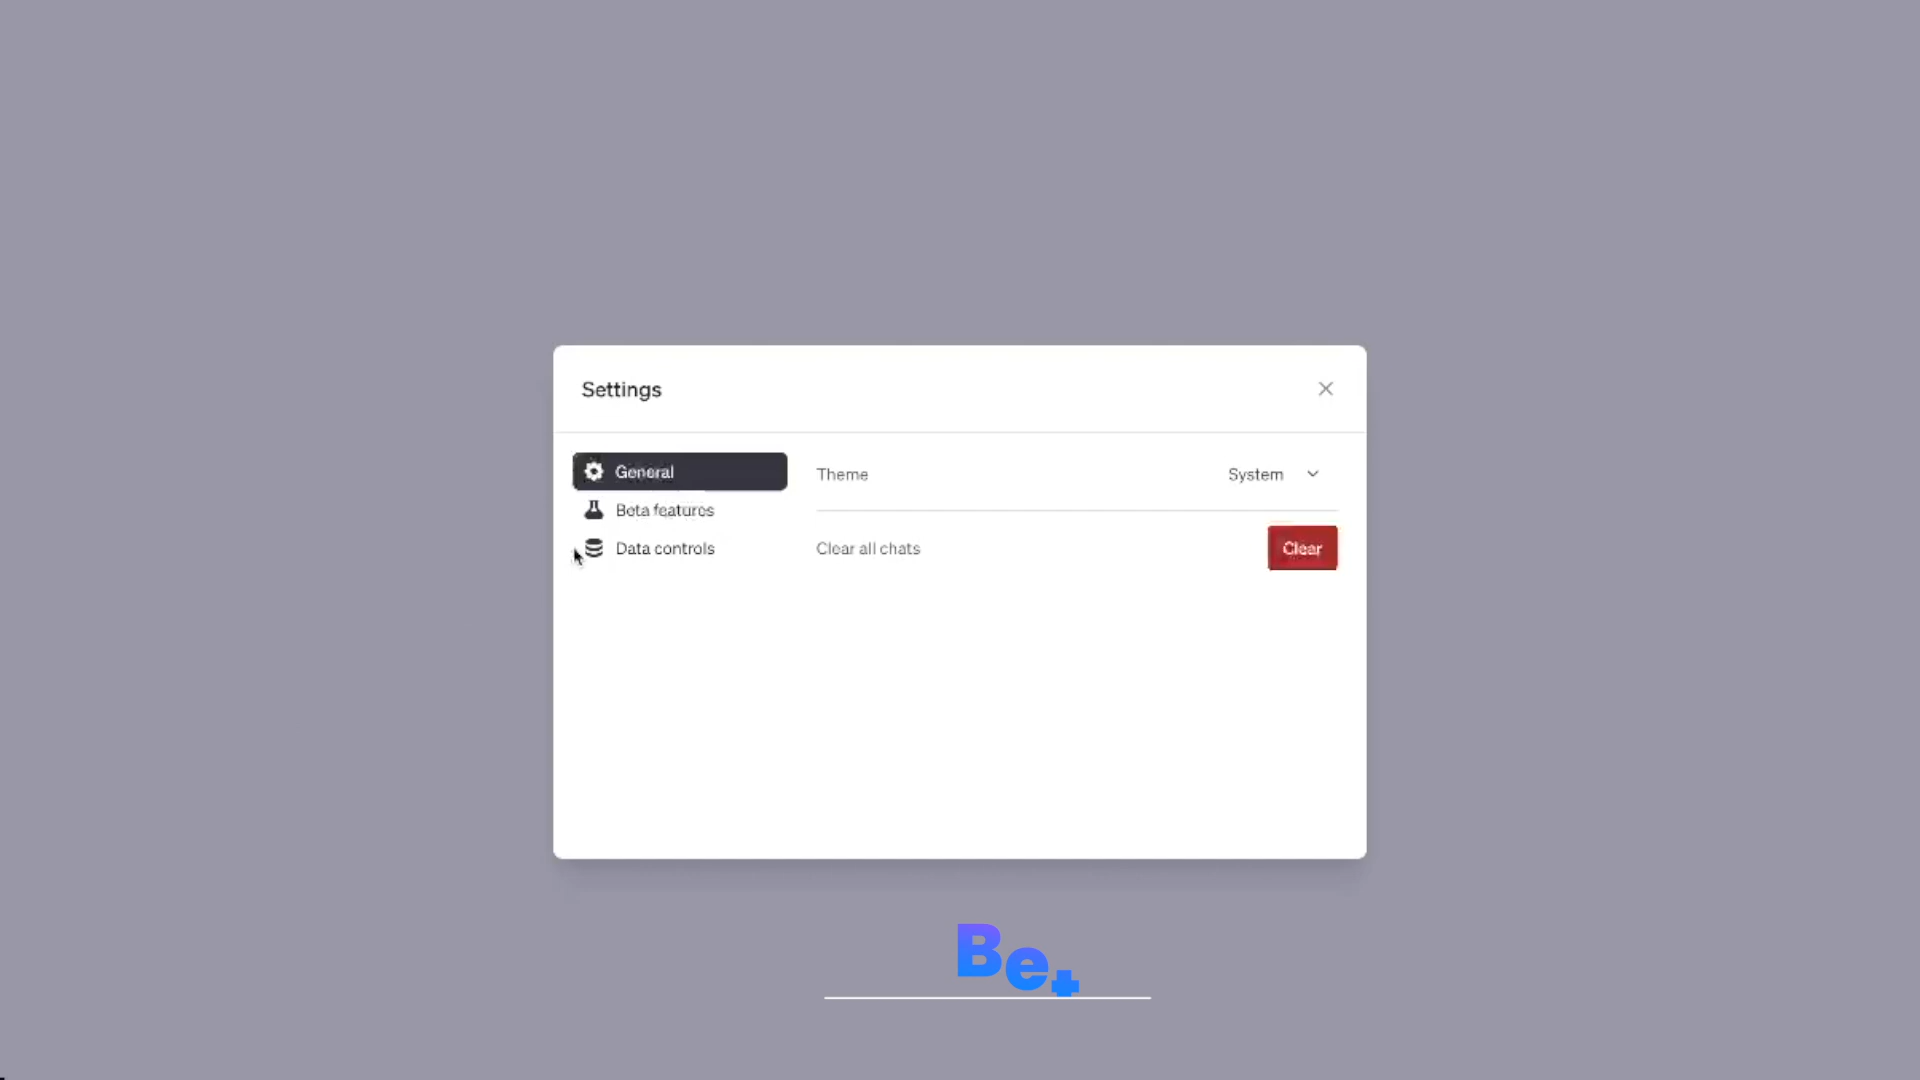 Settings
General
Theme
System
Beta features
Data controls
Clear all chats
Clear
Be